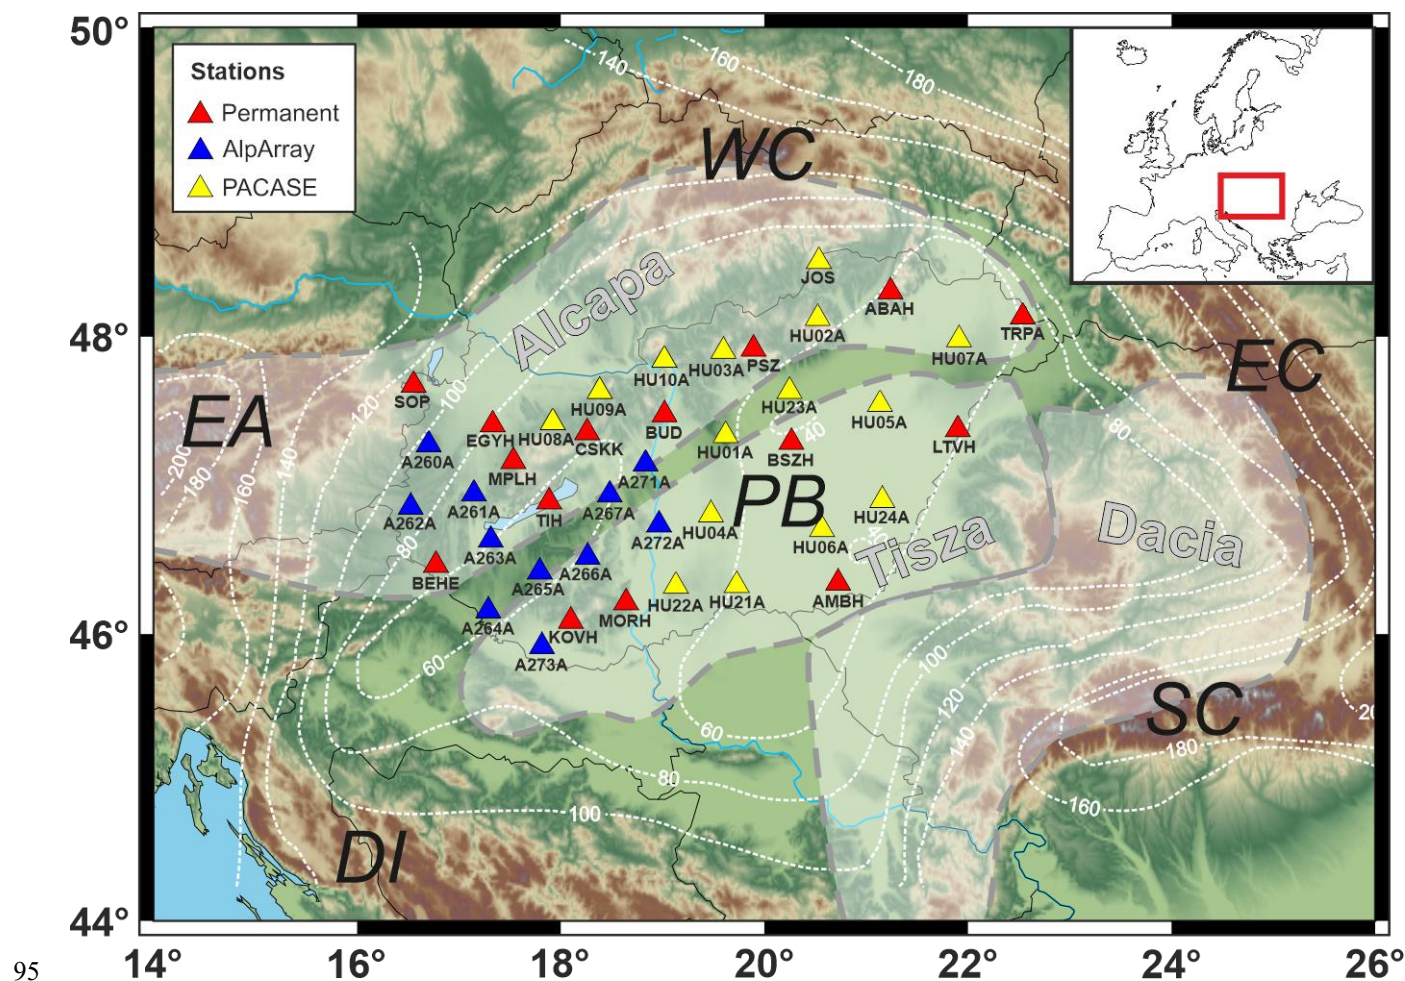 50°
Stations
Permanent
AlpArray
PACASE
140
160
180
WC
Alcapa
JOS
ABAH
HU02A
TRPA
48°
HU07A
EC
HU03A
PSZ
HU10A
120
100
SOP
HU09A
HU23A
HU05A
EA
EGYH
HU08A
CSKK
BUD
HU01A
40
BSZH
LTVH
80
A260A
200
180
160
140
MPLH
A271A
PB
A262A
A261A
TIH
A267A
HU04A
HU24A
Dacia
80
A263A
A272A
HU06A
40
Tisza
BEHE
A265A
A266A
HU22A
HU21A
AMBH
46°
A264A
KOVH
MORH
60
A273A
100
120
140
SC
20
60
180
80
100
160
DI
44°
95
14°
16°
18°
20°
22°
24°
26°